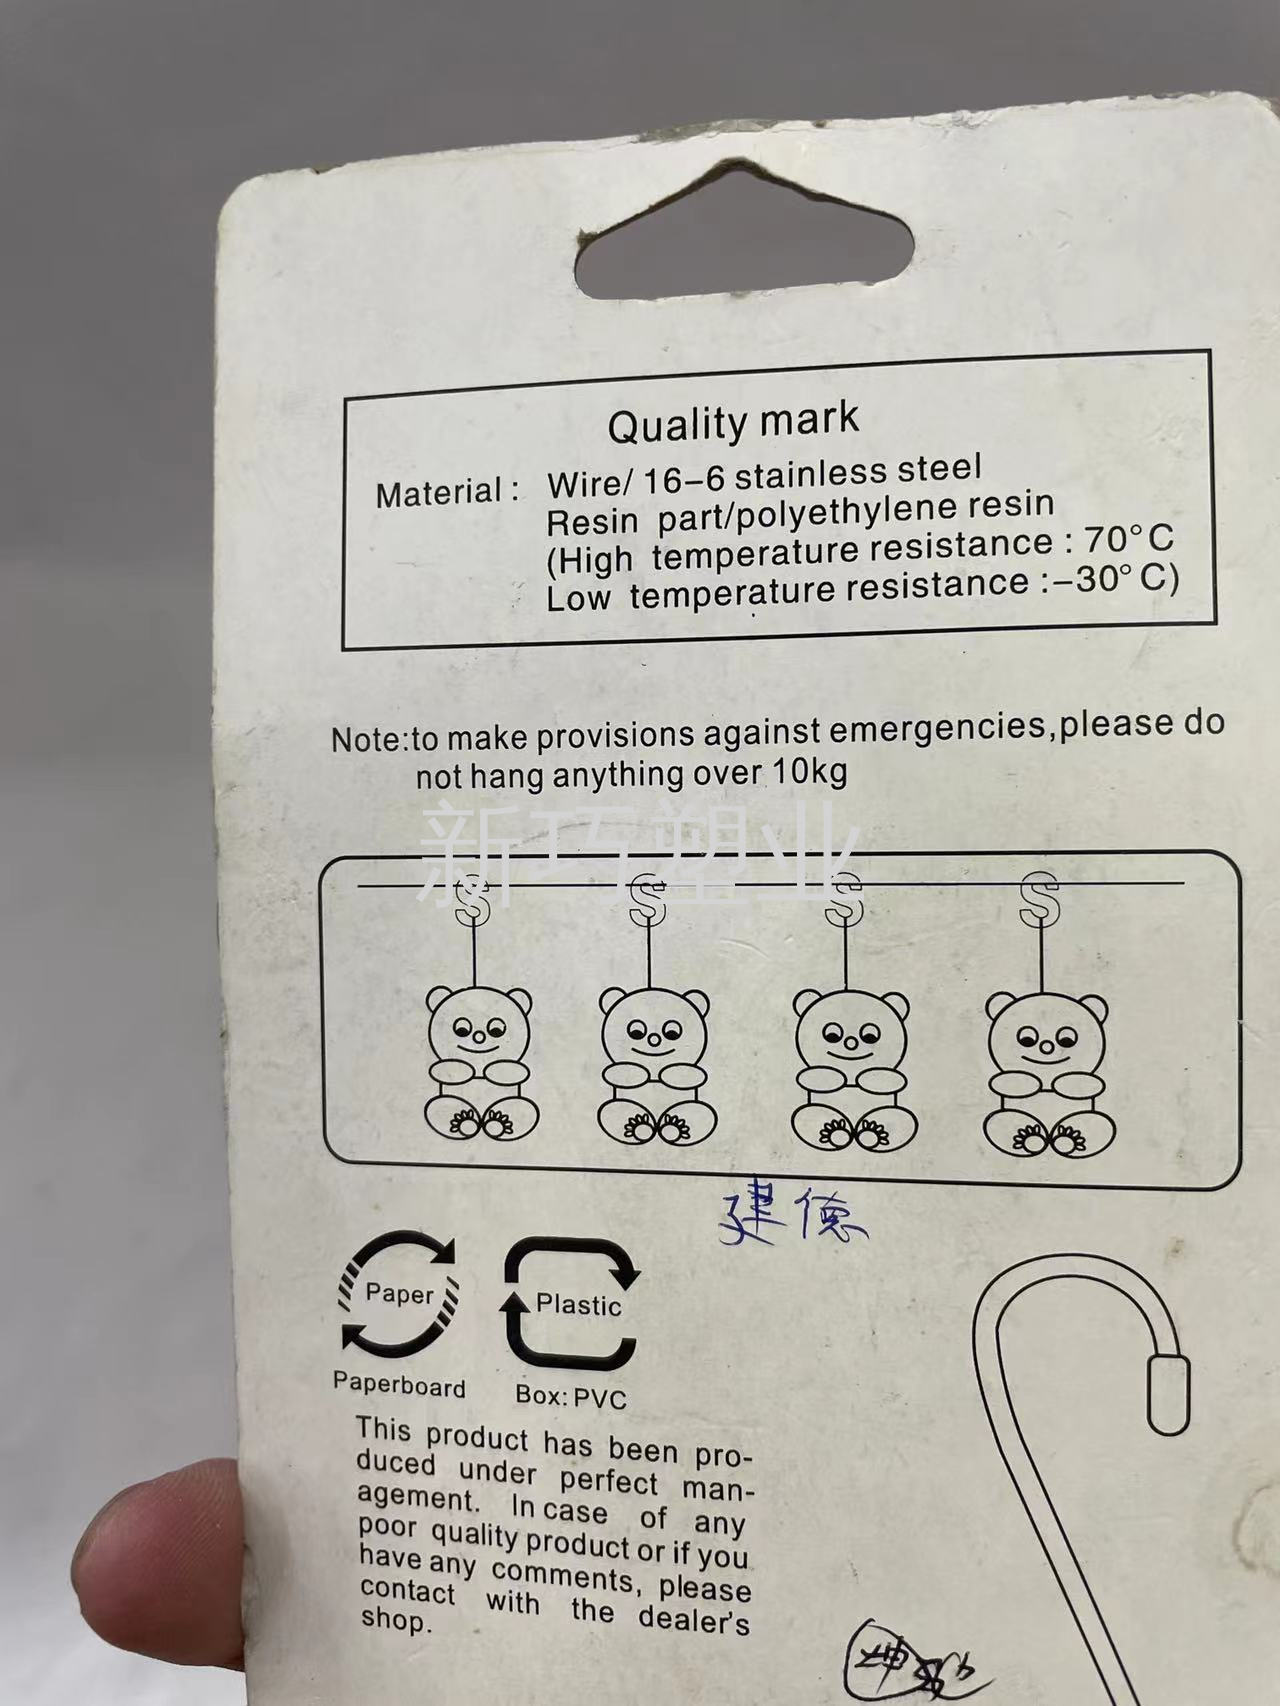 Quality mark
Material : Wire/ 16-6 stainless steel
Resin part/polyethylene resin
(High temperature resistance : 70°C
Low temperature resistance :-30°C)
Note:to make provisions against emergencies,please do
not hang anything over 10kg
新巧塑业
S S S S
建德
Paper Plastic
Paperboard Box: PVC
This product has been pro-
duced under perfect man-
agement. In case of any
poor quality product or if you
have any comments, please
contact with the dealer's
shop.